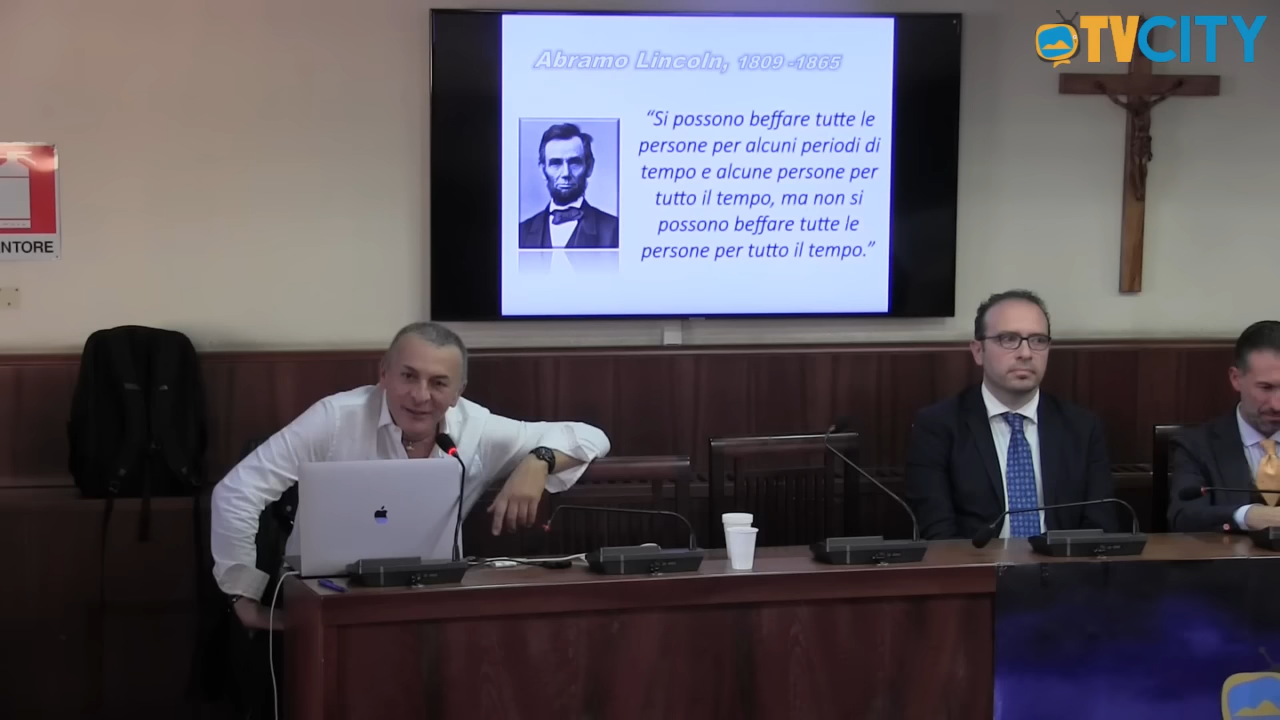 TVCITY
Abramo Lincoln, 1809 -1865
“Si possono beffare tutte le
persone per alcuni periodi di
tempo e alcune persone per
tutto il tempo, ma non si
possono beffare tutte le
persone per tutto il tempo.”
NTORE